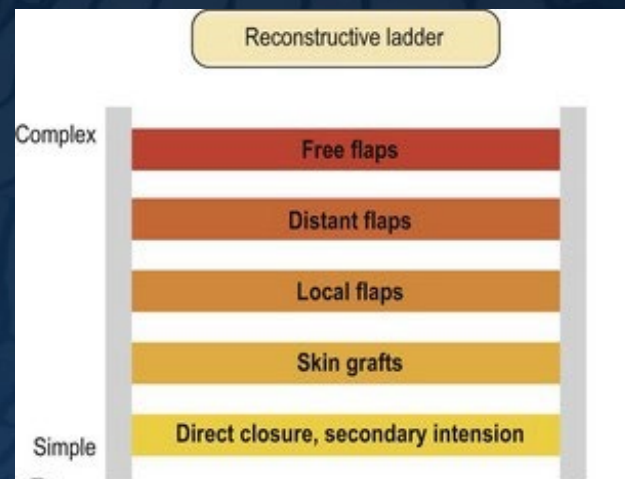 Reconstructive ladder
Complex
Free flaps
Distant flaps
Local flaps
Skin grafts
Direct closure, secondary intension
Simple